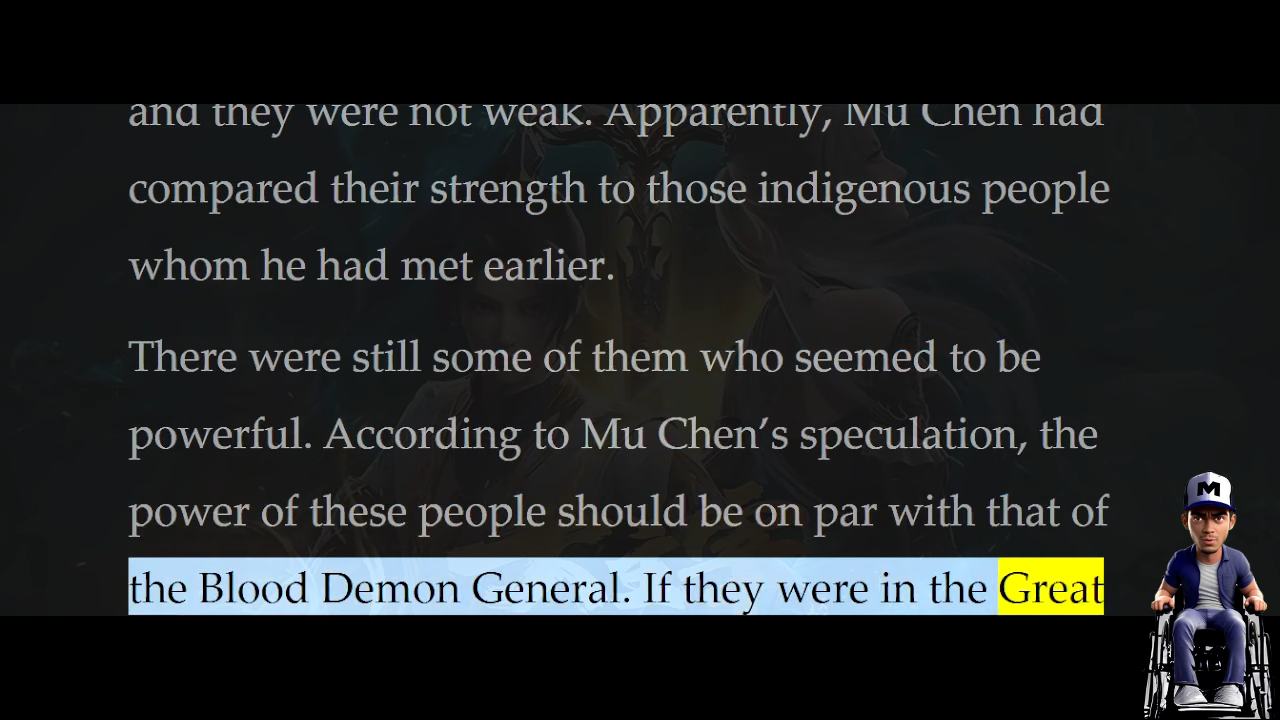 and they were not weak. Apparently, Mu Chen had
compared their strength to those indigenous people
whom he had met earlier.
There were still some of them who seemed to be
powerful. According to Mu Chen’s speculation, the
power of these people should be on par with that of
the Blood Demon General. If they were in the Great
M
M